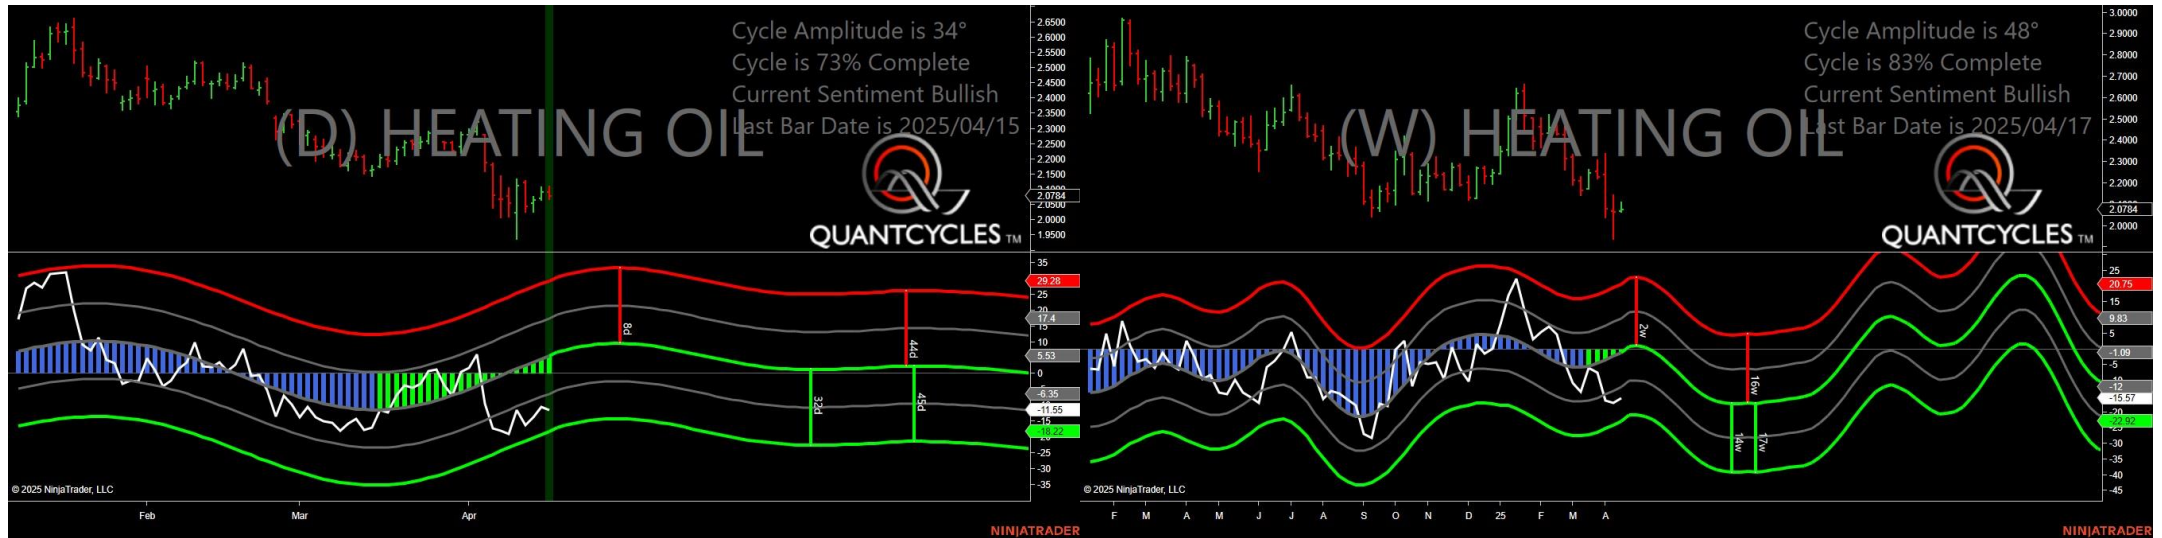 Cycle Amplitude is 34°
Cycle is 73% Complete
Current Sentiment Bullish
Last Bar Date is 2025/04/15
(D) HEATING OIL
QUANTCYCLES TM
2.6500
2.6000
2.5500
2.5000
2.4500
2.4000
2.3500
2.3000
2.2500
2.2000
2.1500
2.0784
2.0500
2.0000
1.9500
35
29.28
25
17.4
15
10
5.53
0
-6.35
-11.55
-15
-18.22
-25
-30
-35
8d
44d
32d
45d
© 2025 NinjaTrader, LLC
Feb
Mar
Apr
NINJATRADER
Cycle Amplitude is 48°
Cycle is 83% Complete
Current Sentiment Bullish
Last Bar Date is 2025/04/17
(W) HEATING OIL
QUANTCYCLES TM
3.0000
2.9000
2.8000
2.7000
2.6000
2.5000
2.4000
2.3000
2.2000
2.0784
2.0000
25
20.75
15
9.83
5
-1.09
-5
-12
-15.57
-20
-22.92
-30
-35
-40
-45
2w
16w
14w
17w
© 2025 NinjaTrader, LLC
F
M
A
M
J
J
A
S
O
N
D
25
F
M
A
NINJATRADER